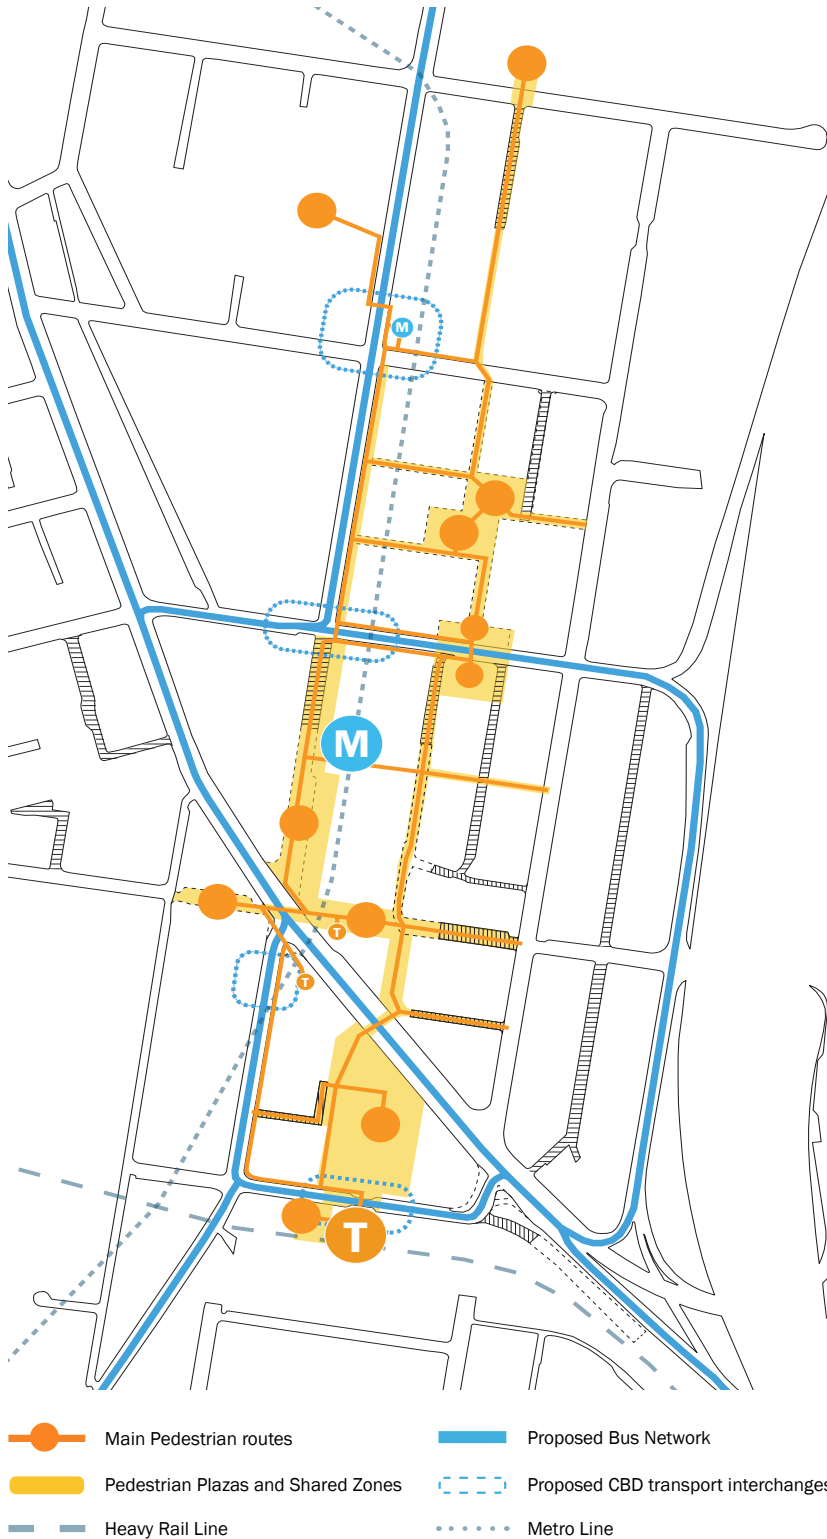 M
M
T
T
T
Main Pedestrian routes
Proposed Bus Network
Pedestrian Plazas and Shared Zones
Proposed CBD transport interchanges
Heavy Rail Line
Metro Line